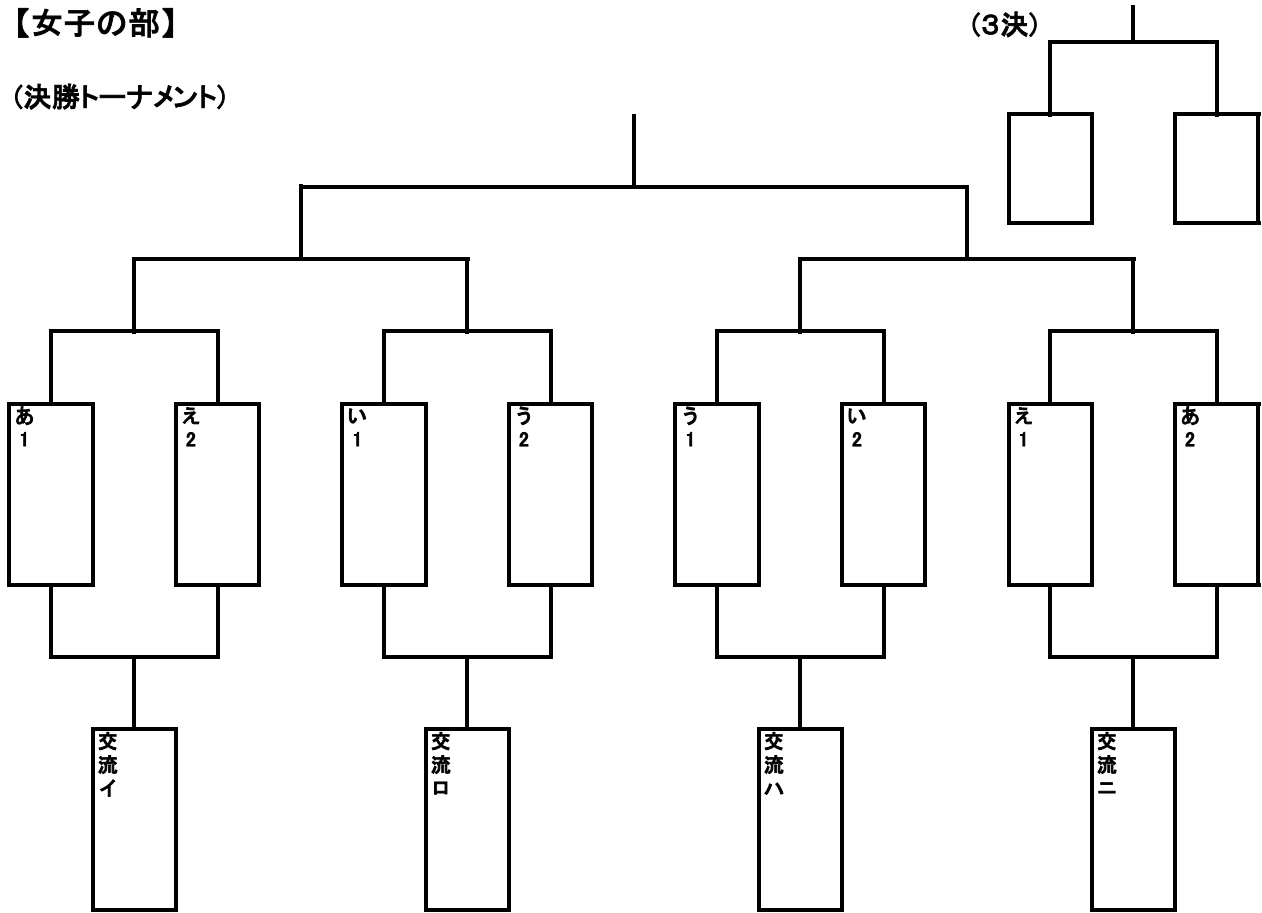 【女子の部】
(３決)
(決勝トーナメント)
あ1
え2
い1
う2
う1
い2
え1
あ2
交流イ
交流ロ
交流ハ
交流ニ